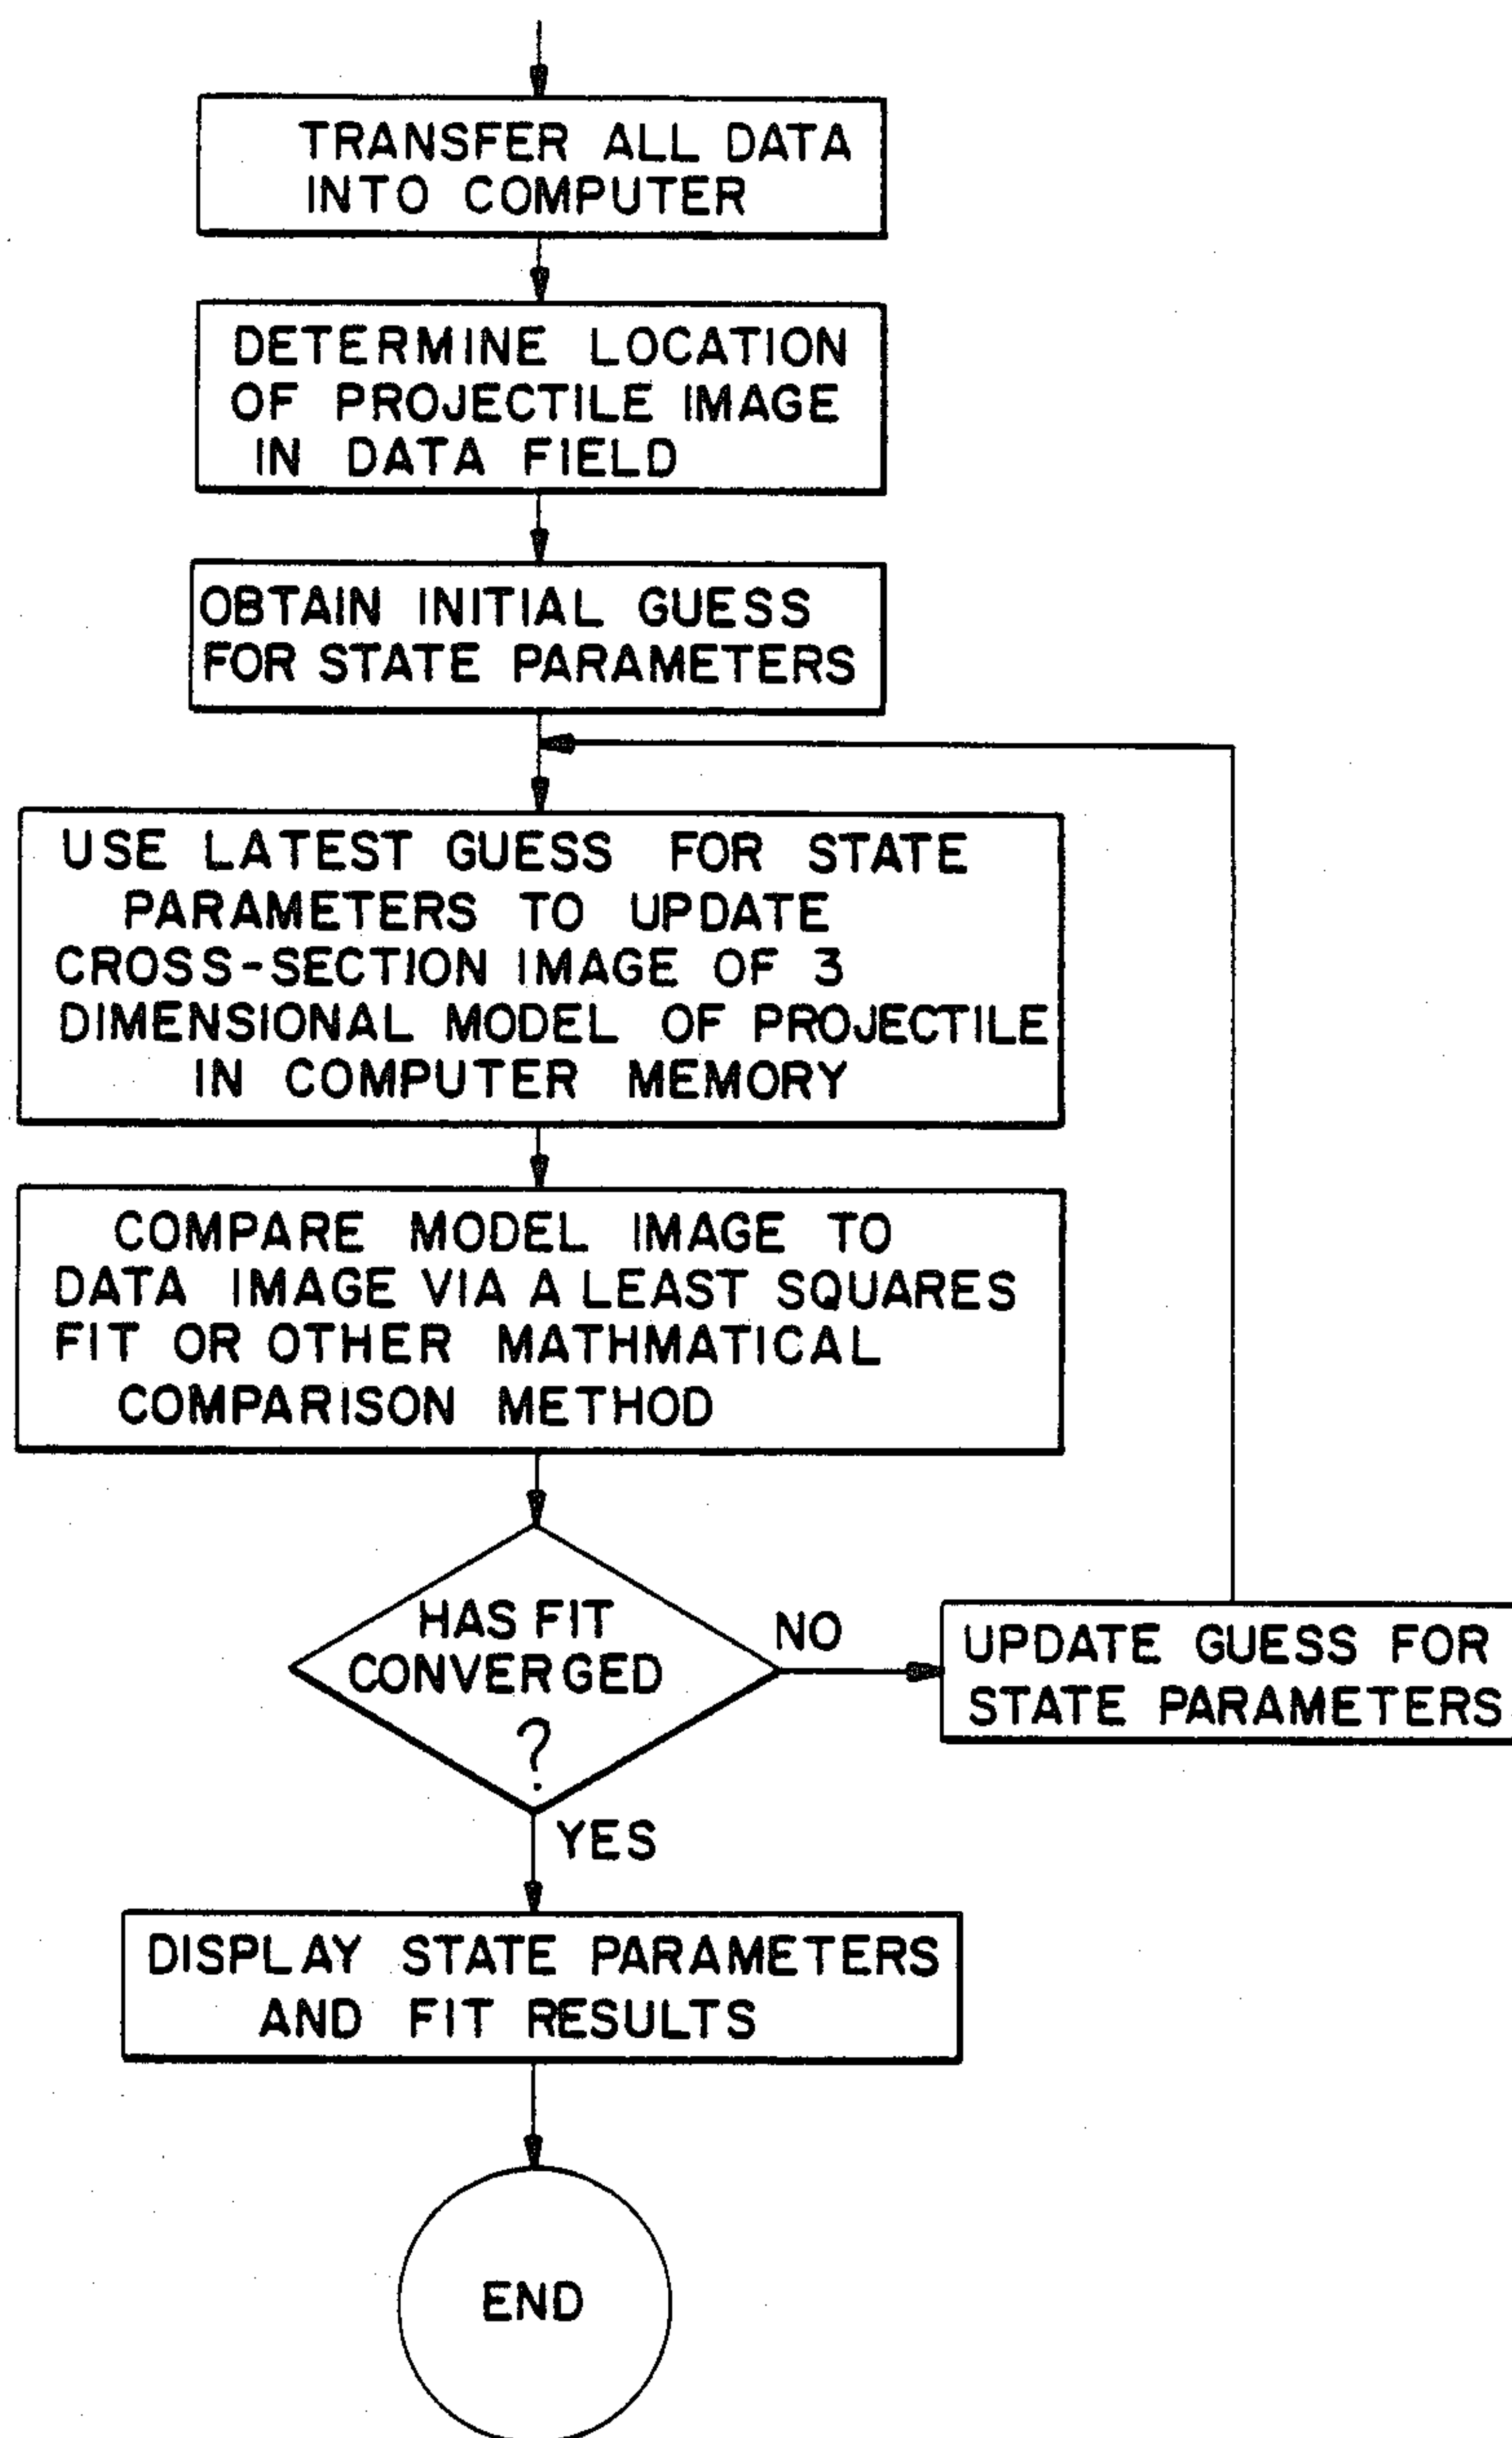 TRANSFER ALL DATA
INTO COMPUTER
DETERMINE LOCATION
OF PROJECTILE IMAGE
IN DATA FIELD
OBTAIN INITIAL GUESS
FOR STATE PARAMETERS
USE LATEST GUESS FOR STATE
PARAMETERS TO UPDATE
CROSS-SECTION IMAGE OF 3
DIMENSIONAL MODEL OF PROJECTILE
IN COMPUTER MEMORY
COMPARE MODEL IMAGE TO
DATA IMAGE VIA A LEAST SQUARES
FIT OR OTHER MATHMATICAL
COMPARISON METHOD
HAS FIT
CONVERGED
?
NO
UPDATE GUESS FOR
STATE PARAMETERS
YES
DISPLAY STATE PARAMETERS
AND FIT RESULTS
END